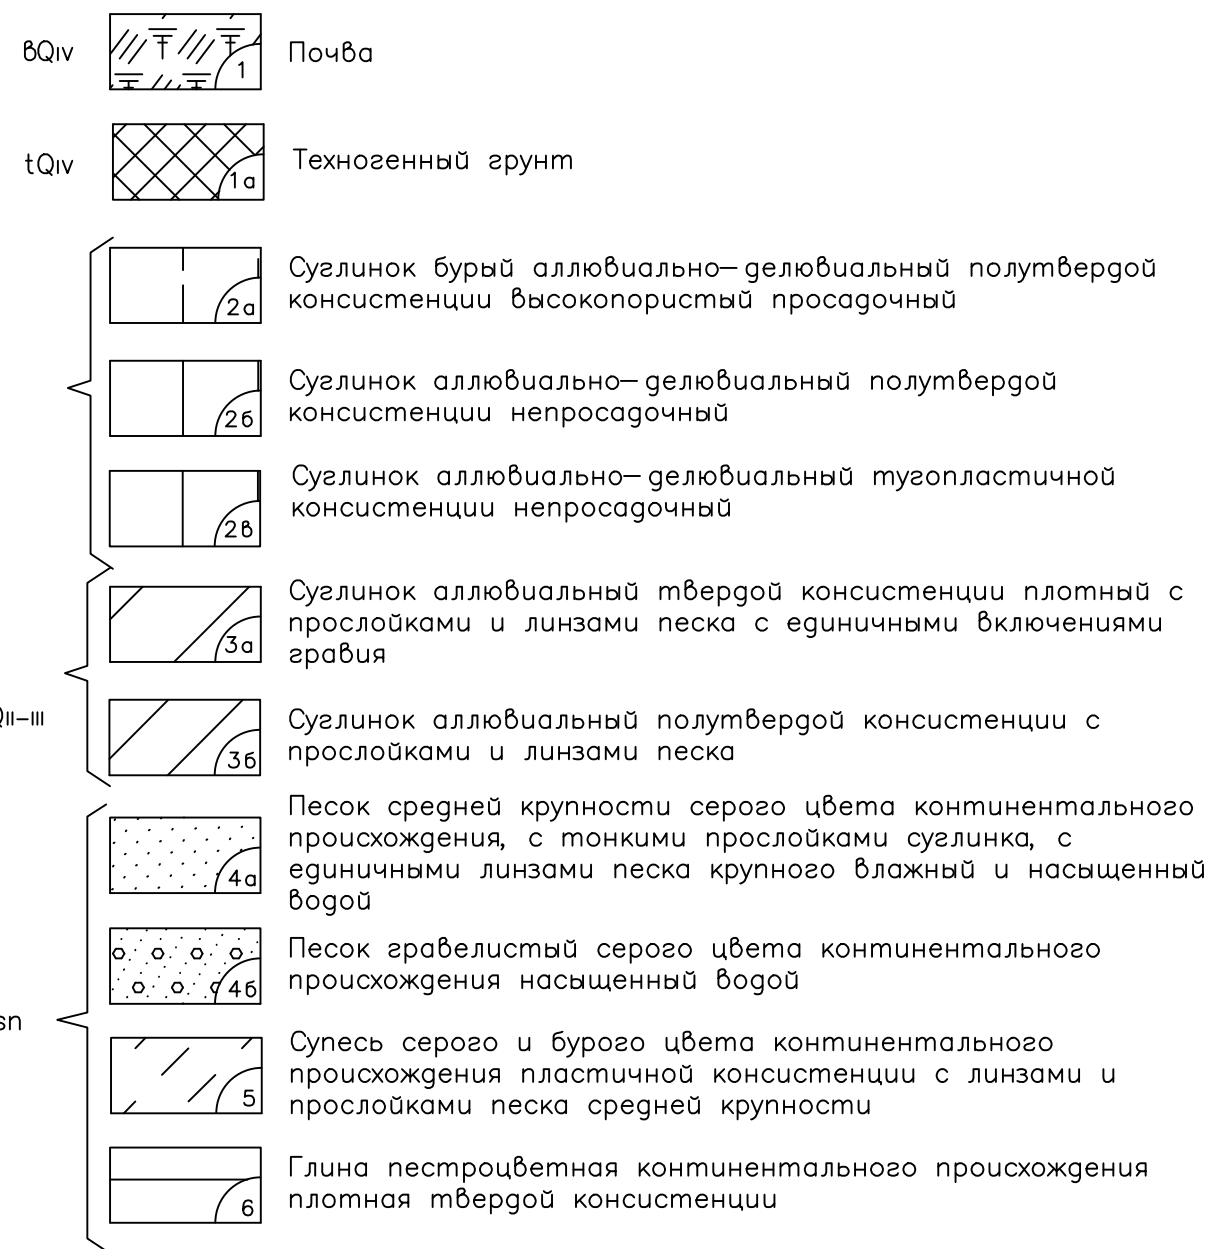 вQIV 1 Почва
tQIV 1а Техногенный грунт
2а Суглинок бурый аллювиально-делювиальный полутвердой
консистенции высокопористый просадочный
2б Суглинок аллювиально-делювиальный полутвердой
консистенции непросадочный
2в Суглинок аллювиально-делювиальный тугопластичной
консистенции непросадочный
3а Суглинок аллювиальный твердой консистенции плотный с
прослойками и линзами песка с единичными включениями
гравия
QII-III
3б Суглинок аллювиальный полутвердой консистенции с
прослойками и линзами песка
4а Песок средней крупности серого цвета континентального
происхождения, с тонкими прослойками суглинка, с
единичными линзами песка крупного влажный и насыщенный
водой
4б Песок гравелистый серого цвета континентального
происхождения насыщенный водой
sn
5 Супесь серого и бурого цвета континентального
происхождения пластичной консистенции с линзами и
прослойками песка средней крупности
6 Глина пестроцветная континентального происхождения
плотная твердой консистенции